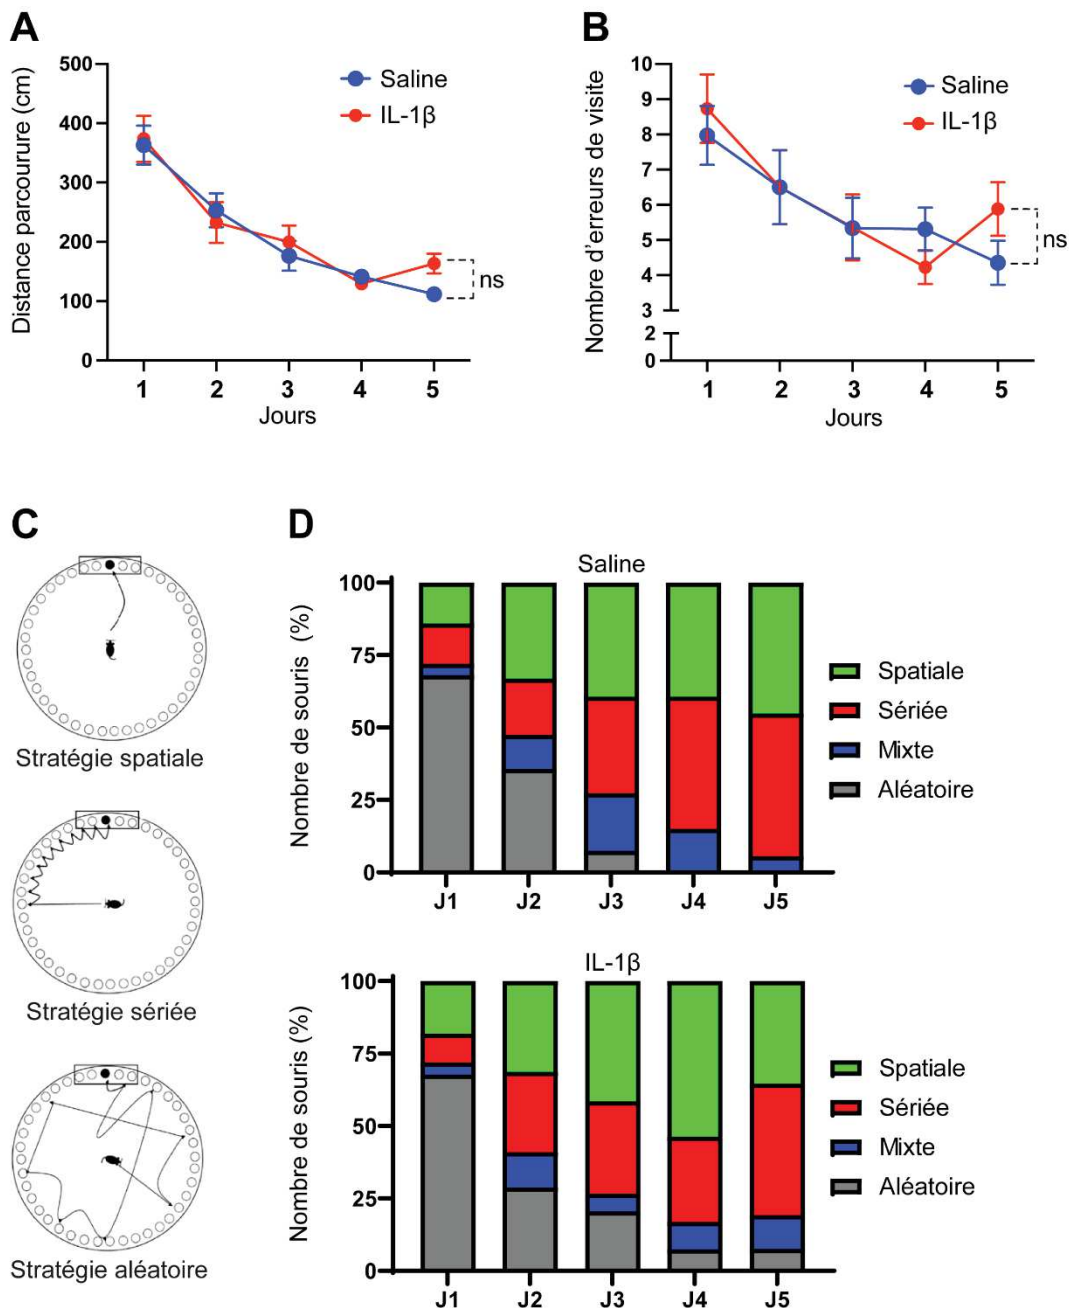 A
Distance parcourure (cm)
500
400
300
200
100
0
Saline
IL-1β
ns
1 2 3 4 5
Jours
B
Nombre d'erreurs de visite
10
9
8
7
6
5
4
3
2
0
Saline
IL-1β
ns
1 2 3 4 5
Jours
C
Stratégie spatiale
Stratégie sériée
Stratégie aléatoire
D
Saline
Nombre de souris (%)
100
75
50
25
0
J1 J2 J3 J4 J5
Spatiale
Sériée
Mixte
Aléatoire
IL-1β
Nombre de souris (%)
100
75
50
25
0
J1 J2 J3 J4 J5
Spatiale
Sériée
Mixte
Aléatoire